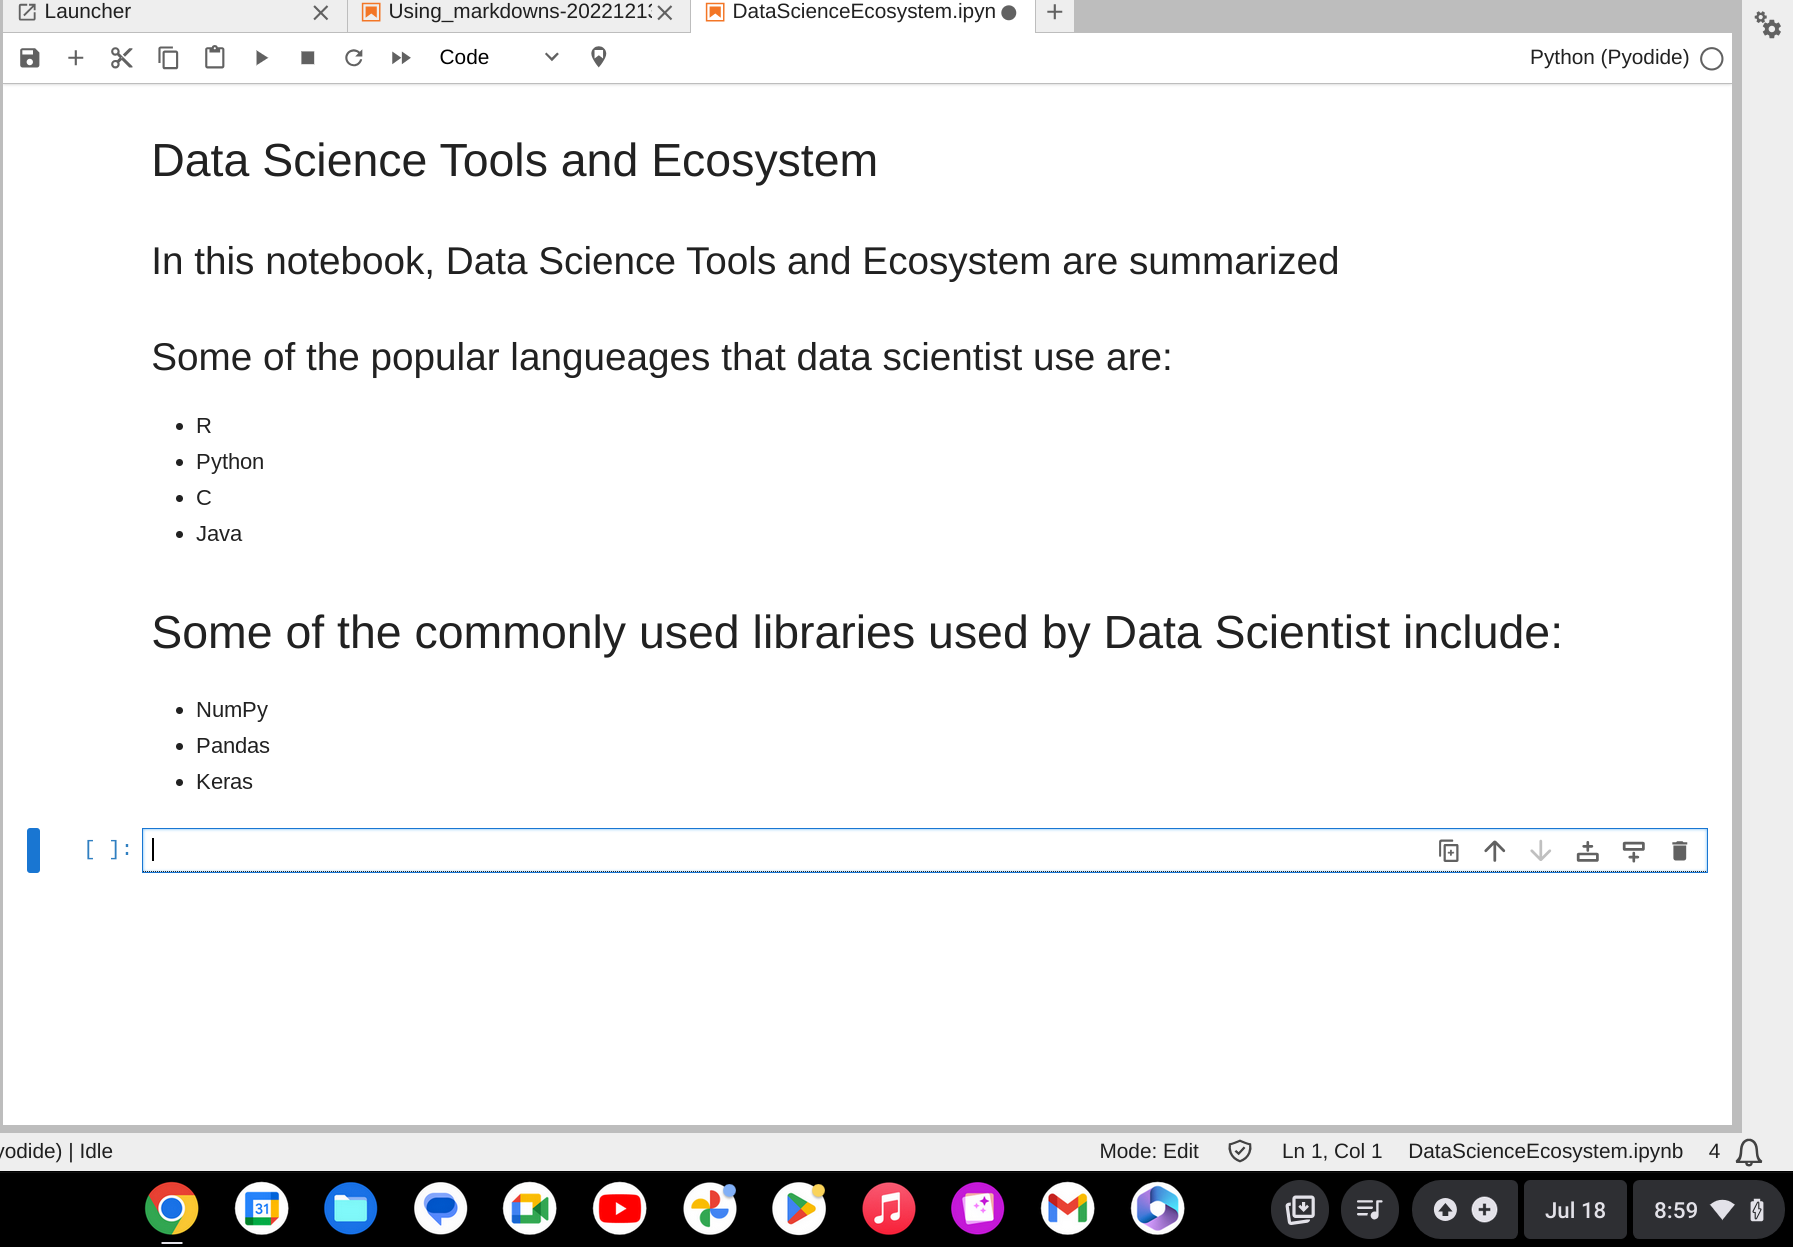 Launcher
Using_markdowns-2022121
DataScienceEcosystem.ipyn
Code
Python (Pyodide)
Data Science Tools and Ecosystem
In this notebook, Data Science Tools and Ecosystem are summarized
Some of the popular langueages that data scientist use are:
R
Python
C
Java
Some of the commonly used libraries used by Data Scientist include:
NumPy
Pandas
Keras
[ ]:
yodide) | Idle
Mode: Edit
Ln 1, Col 1
DataScienceEcosystem.ipynb
4
31
Jul 18
8:59